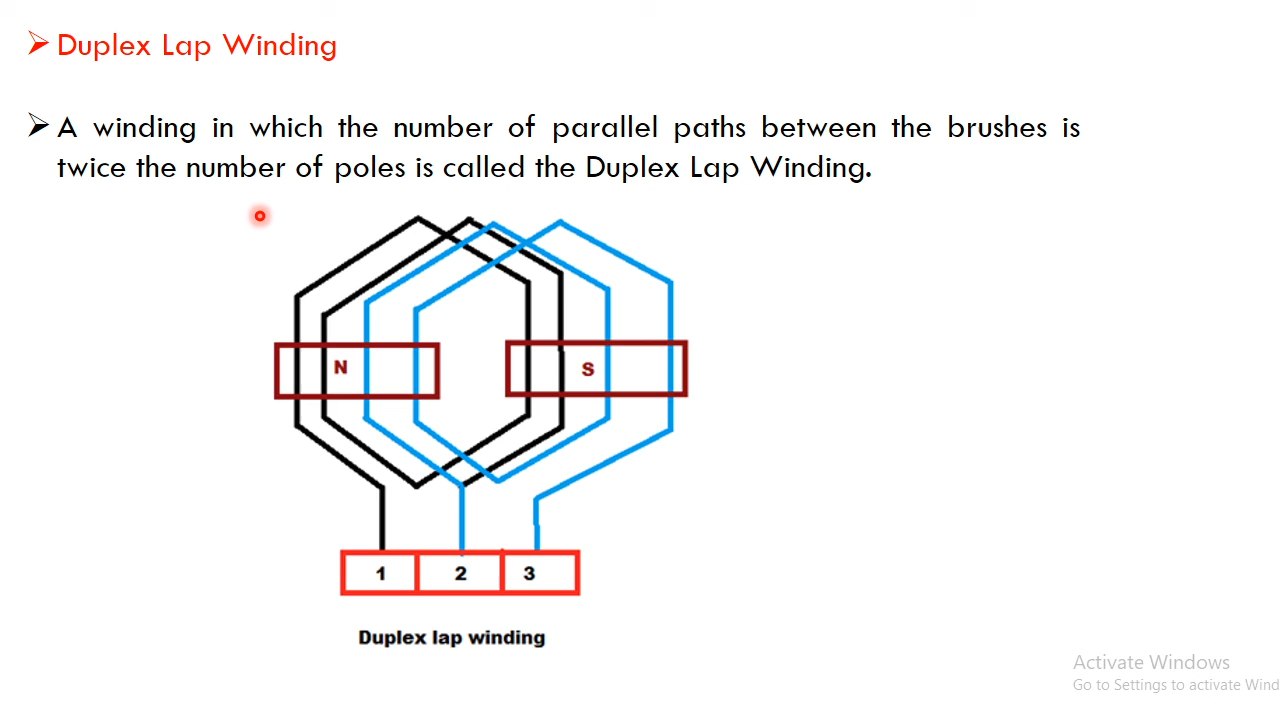 Duplex Lap Winding
A winding in which the number of parallel paths between the brushes is
twice the number of poles is called the Duplex Lap Winding.
N
S
1 2 3
Duplex lap winding
Activate Windows
Go to Settings to activate Wind